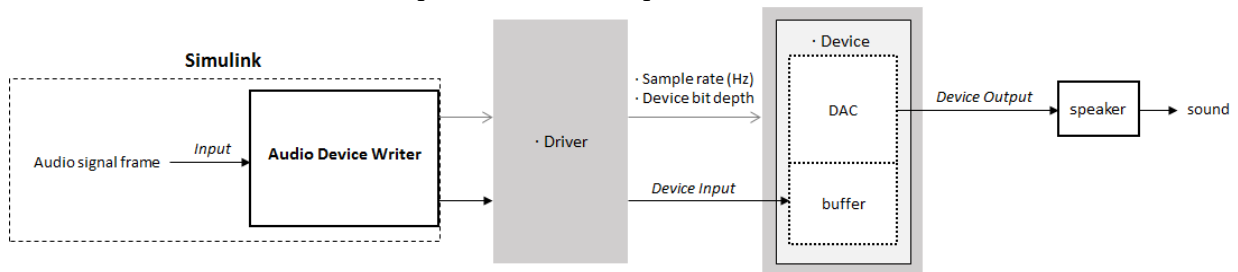 Simulink
Audio signal frame
Input
Audio Device Writer
· Driver
· Sample rate (Hz)
· Device bit depth
Device Input
· Device
DAC
buffer
Device Output
speaker
sound